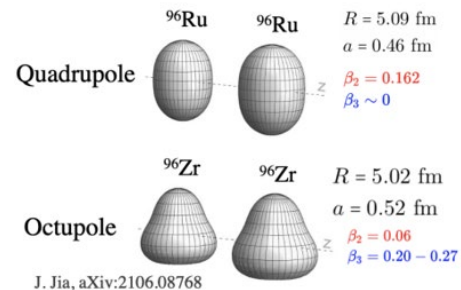 ⁹⁶Ru ⁹⁶Ru
R = 5.09 fm
a = 0.46 fm
Quadrupole
z
β₂ = 0.162
β₃ ∼ 0
⁹⁶Zr ⁹⁶Zr
R = 5.02 fm
a = 0.52 fm
Octupole
z
β₂ = 0.06
β₃ = 0.20 − 0.27
J. Jia, aXiv:2106.08768